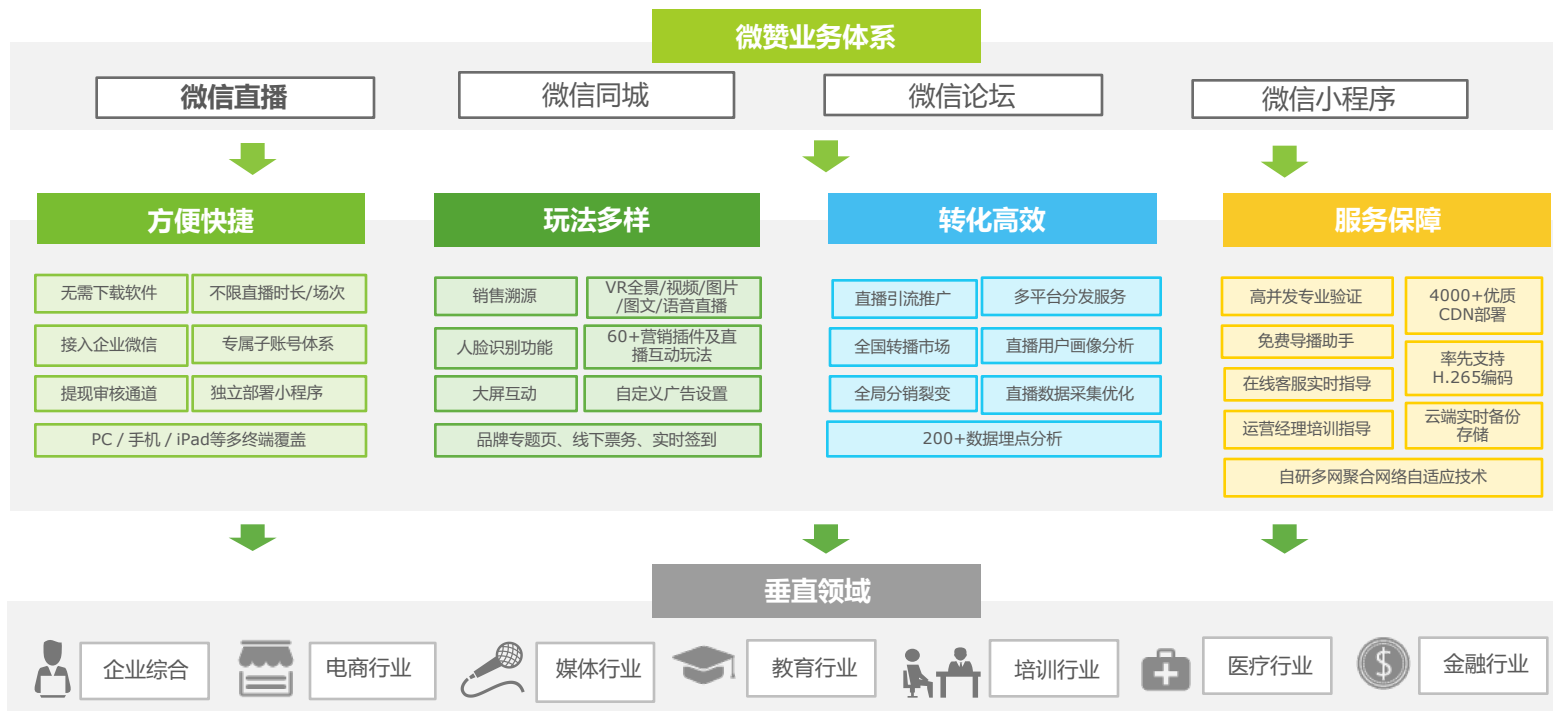 微赞业务体系
微信直播
微信同城
微信论坛
微信小程序
方便快捷
无需下载软件
不限直播时长/场次
接入企业微信
专属子账号体系
提现审核通道
独立部署小程序
PC / 手机 / iPad等多终端覆盖
玩法多样
销售溯源
VR全景/视频/图片
/图文/语音直播
人脸识别功能
60+营销插件及直
播互动玩法
大屏互动
自定义广告设置
品牌专题页、线下票务、实时签到
转化高效
直播引流推广
多平台分发服务
全国转播市场
直播用户画像分析
全局分销裂变
直播数据采集优化
200+数据埋点分析
服务保障
高并发专业验证
4000+优质
CDN部署
免费导播助手
率先支持
H.265编码
在线客服实时指导
运营经理培训指导
云端实时备份
存储
自研多网聚合网络自适应技术
垂直领域
企业综合
电商行业
媒体行业
教育行业
培训行业
医疗行业
$
金融行业